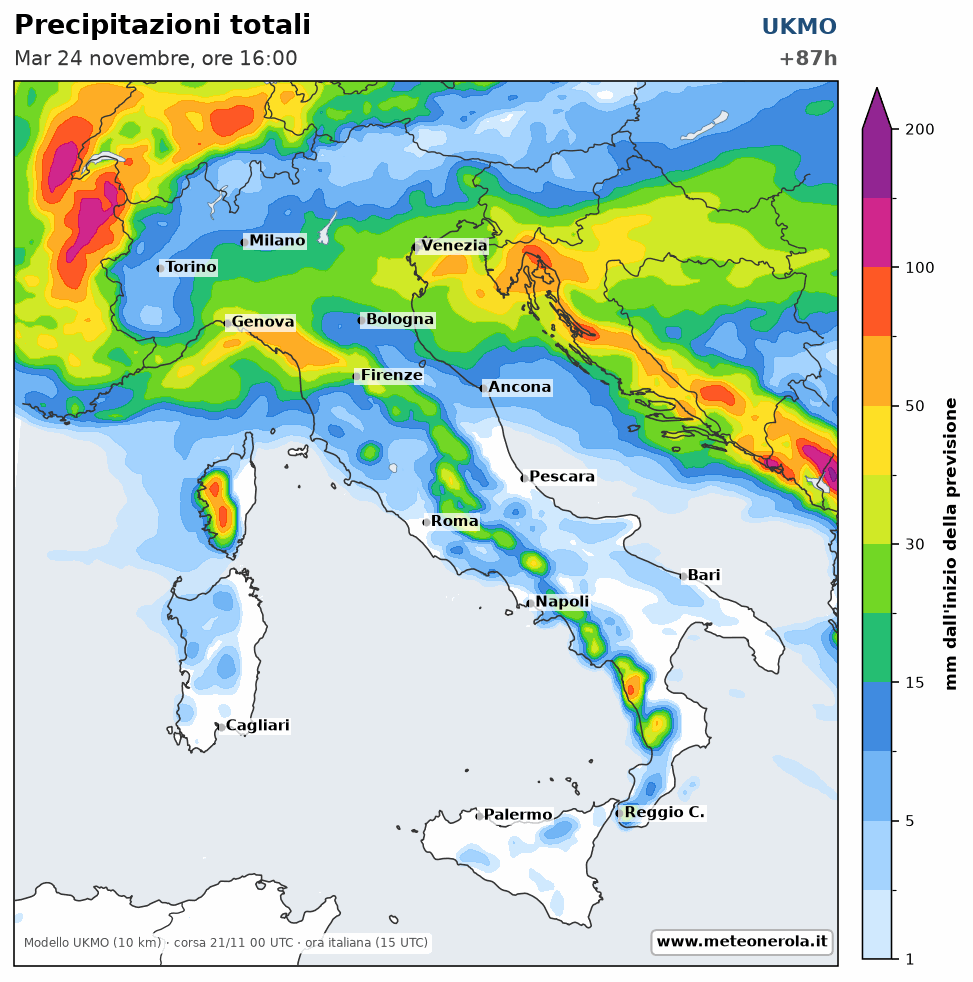 Precipitazioni totali
UKMO
Mar 24 novembre, ore 16:00
+87h
Milano
Venezia
Torino
Genova
Bologna
Firenze
Ancona
Pescara
Roma
Bari
Napoli
Cagliari
Palermo
Reggio C.
Modello UKMO (10 km) · corsa 21/11 00 UTC · ora italiana (15 UTC)
www.meteonerola.it
200
100
50
30
15
5
1
mm dall'inizio della previsione